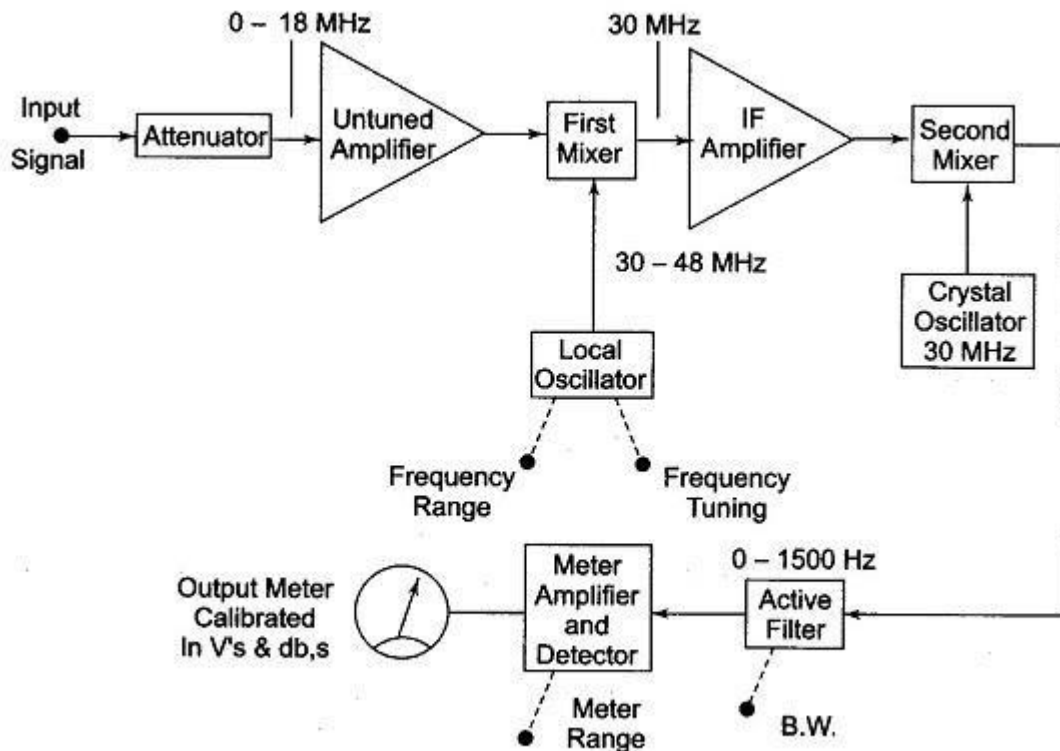 0 – 18 MHz
30 MHz
Input
Signal
Attenuator
Untuned
Amplifier
First
Mixer
IF
Amplifier
Second
Mixer
30 – 48 MHz
Crystal
Oscillator
30 MHz
Local
Oscillator
Frequency
Range
Frequency
Tuning
Output Meter
Calibrated
In V's & db,s
Meter
Amplifier
and
Detector
0 – 1500 Hz
Active
Filter
Meter
Range
B.W.